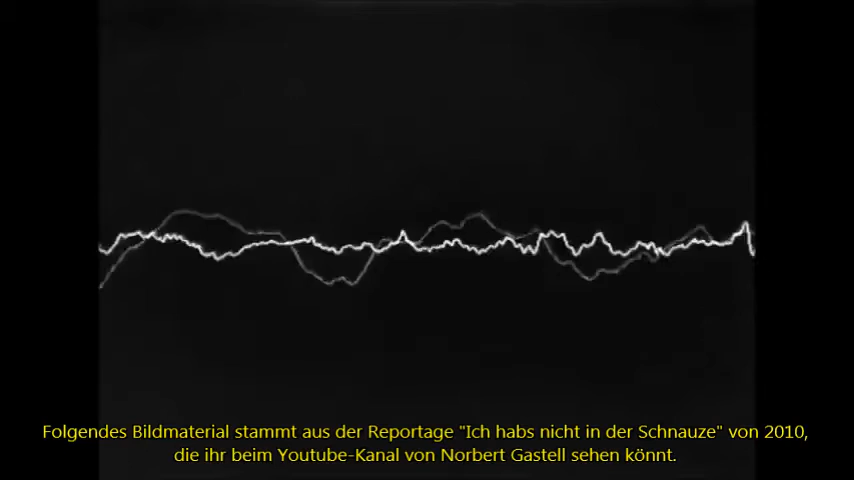 Folgendes Bildmaterial stammt aus der Reportage "Ich habs nicht in der Schnauze" von 2010,
die ihr beim Youtube-Kanal von Norbert Gastell sehen könnt.